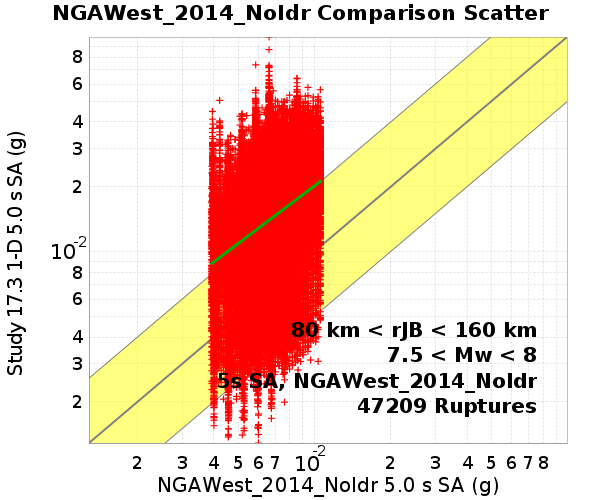 NGAWest_2014_NoIdr Comparison Scatter
8
6
4
3
2
10-2
8
6
4
3
2
Study 17.3 1-D 5.0 s SA (g)
80 km < rJB < 160 km
7.5 < Mw < 8
5s SA, NGAWest_2014_NoIdr
47209 Ruptures
2 3 4 5 6 7 10-2 2 3 4 5 6 7 8
NGAWest_2014_NoIdr 5.0 s SA (g)